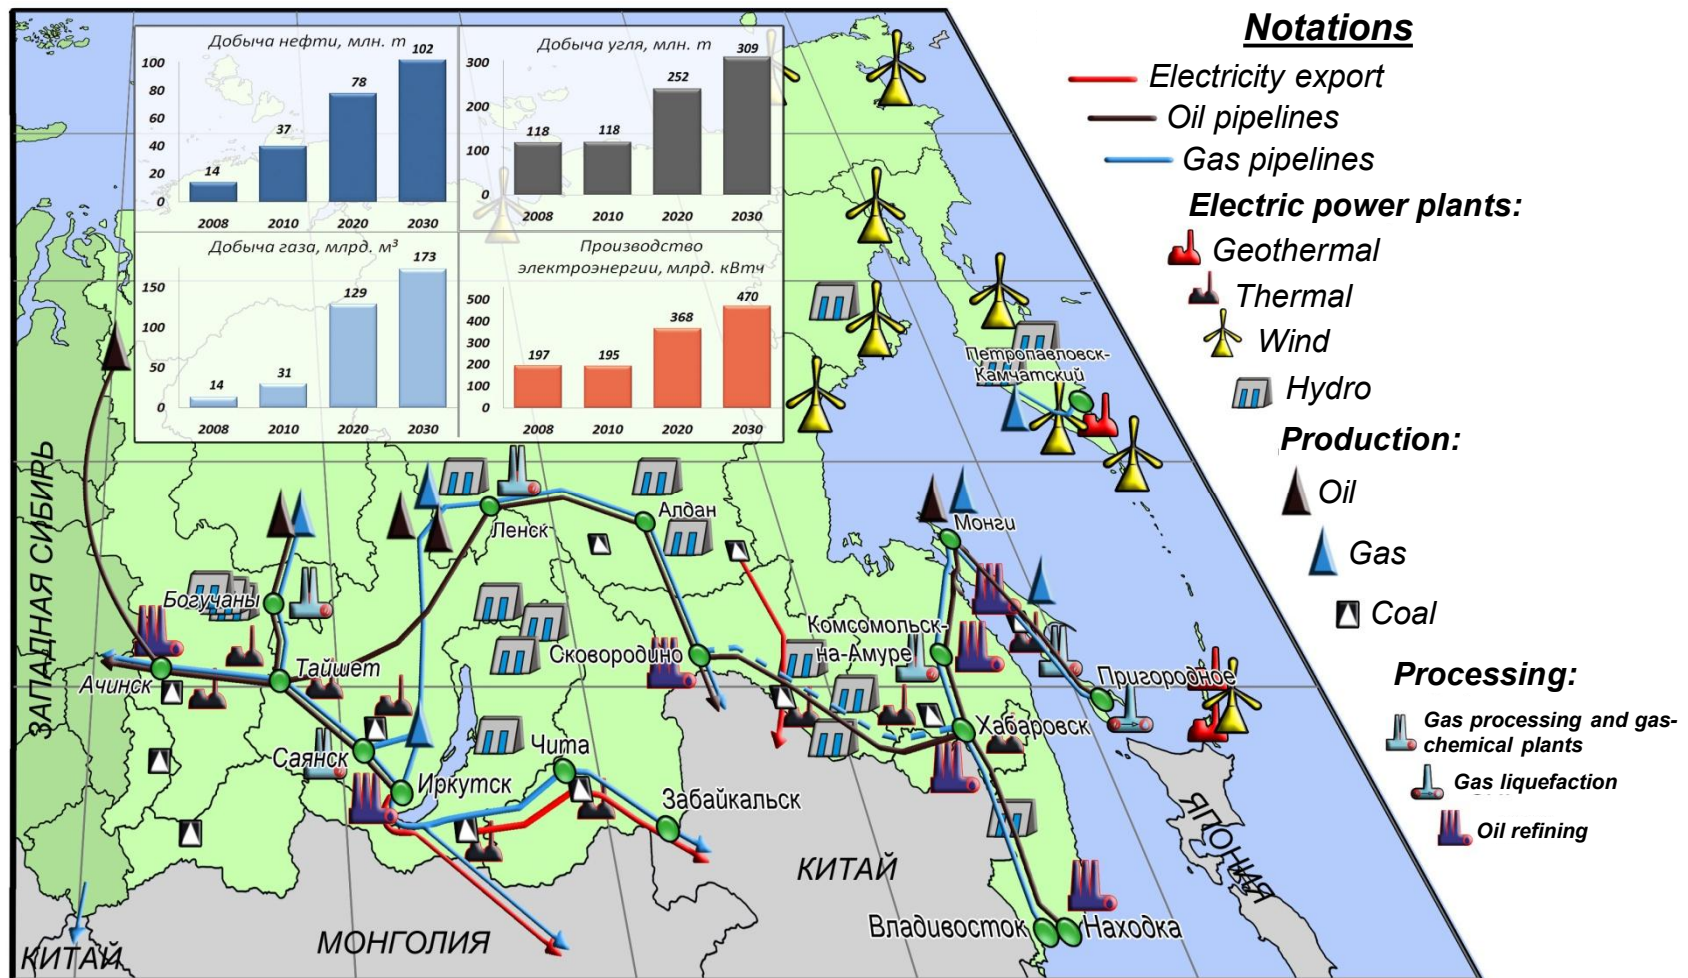 Добыча нефти, млн. т
100
80
60
40
20
0
14
37
78
102
2008
2010
2020
2030
Добыча угля, млн. т
300
200
100
0
118
118
252
309
2008
2010
2020
2030
Добыча газа, млрд. м³
150
100
50
0
14
31
129
173
2008
2010
2020
2030
Производство
электроэнергии, млрд. кВтч
500
400
300
200
100
0
197
195
368
470
2008
2010
2020
2030
ЗАПАДНАЯ СИБИРЬ
Петропавловск-
Камчатский
Ленск
Алдан
Монги
Богучаны
Комсомольск-
на-Амуре
Сковородино
Ачинск
Тайшет
Пригородное
Хабаровск
Саянск
Чита
Иркутск
Забайкальск
ЯПОНИЯ
КИТАЙ
Владивосток
Находка
МОНГОЛИЯ
КИТАЙ
Notations
Electricity export
Oil pipelines
Gas pipelines
Electric power plants:
Geothermal
Thermal
Wind
Hydro
Production:
Oil
Gas
Coal
Processing:
Gas processing and gas-
chemical plants
Gas liquefaction
Oil refining